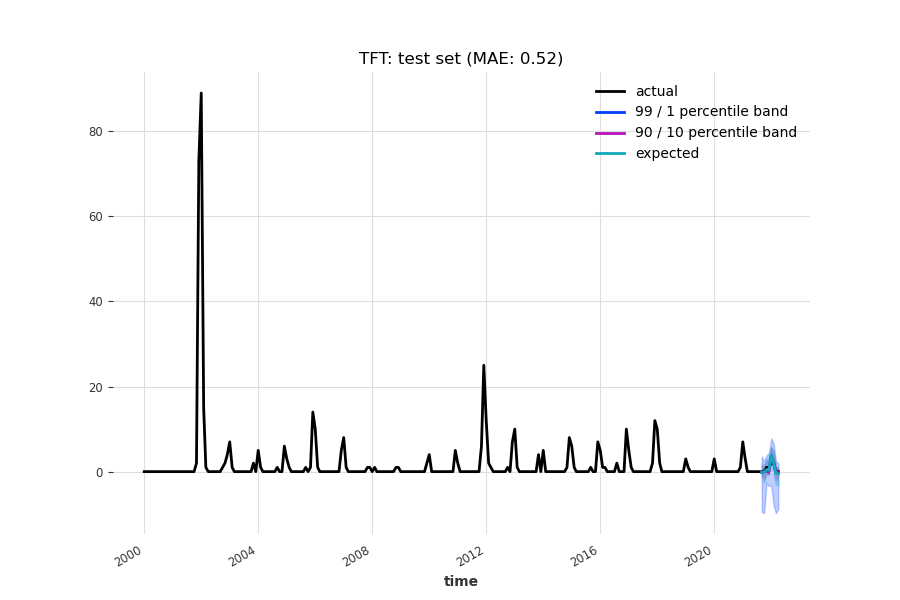 TFT: test set (MAE: 0.52)
actual
99 / 1 percentile band
90 / 10 percentile band
expected
80
60
40
20
0
2000
2004
2008
2012
2016
2020
time